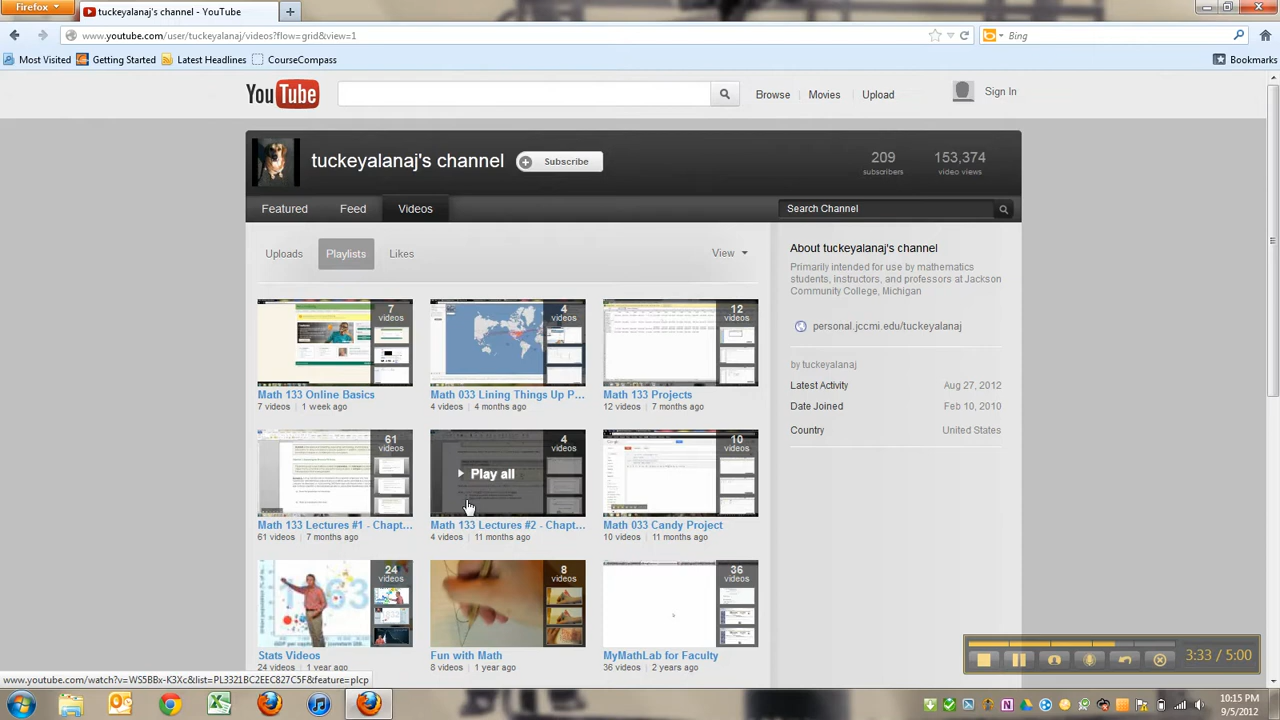 Firefox
tuckeyalanaj's channel - YouTube
www.youtube.com/user/tuckeyalanaj/videos?flow=grid&view=1
Bing
Most Visited Getting Started Latest Headlines CourseCompass Bookmarks
YouTube Browse Movies Upload Sign In
tuckeyalanaj's channel Subscribe 209 153,374
subscribers video views
Featured Feed Videos Search Channel
Uploads Playlists Likes View
About tuckeyalanaj's channel
Primarily intended for use by mathematics
students, instructors, and professors at Jackson
Community College, Michigan
personal.jccmi.edu/tuckeyalanaj
by tuckeyalanaj
Latest Activity Aug 27, 2012
Date Joined Feb 10, 2010
Country United States
7 videos 4 videos 12 videos
Math 133 Online Basics Math 033 Lining Things Up P... Math 133 Projects
7 videos | 1 week ago 4 videos | 4 months ago 12 videos | 7 months ago
61 videos Play all 4 videos 10 videos
Math 133 Lectures #1 - Chapt... Math 133 Lectures #2 - Chapt... Math 033 Candy Project
61 videos | 7 months ago 4 videos | 11 months ago 10 videos | 11 months ago
24 videos 8 videos 36 videos
Stats Videos Fun with Math MyMathLab for Faculty
24 videos | 1 year ago 8 videos | 1 year ago 36 videos | 2 years ago
3:33 / 5:00
www.youtube.com/watch?v=WS5BBx-K3Xc&list=PL3321BC2EEC827C5F&feature=plcp
10:15 PM
9/5/2012